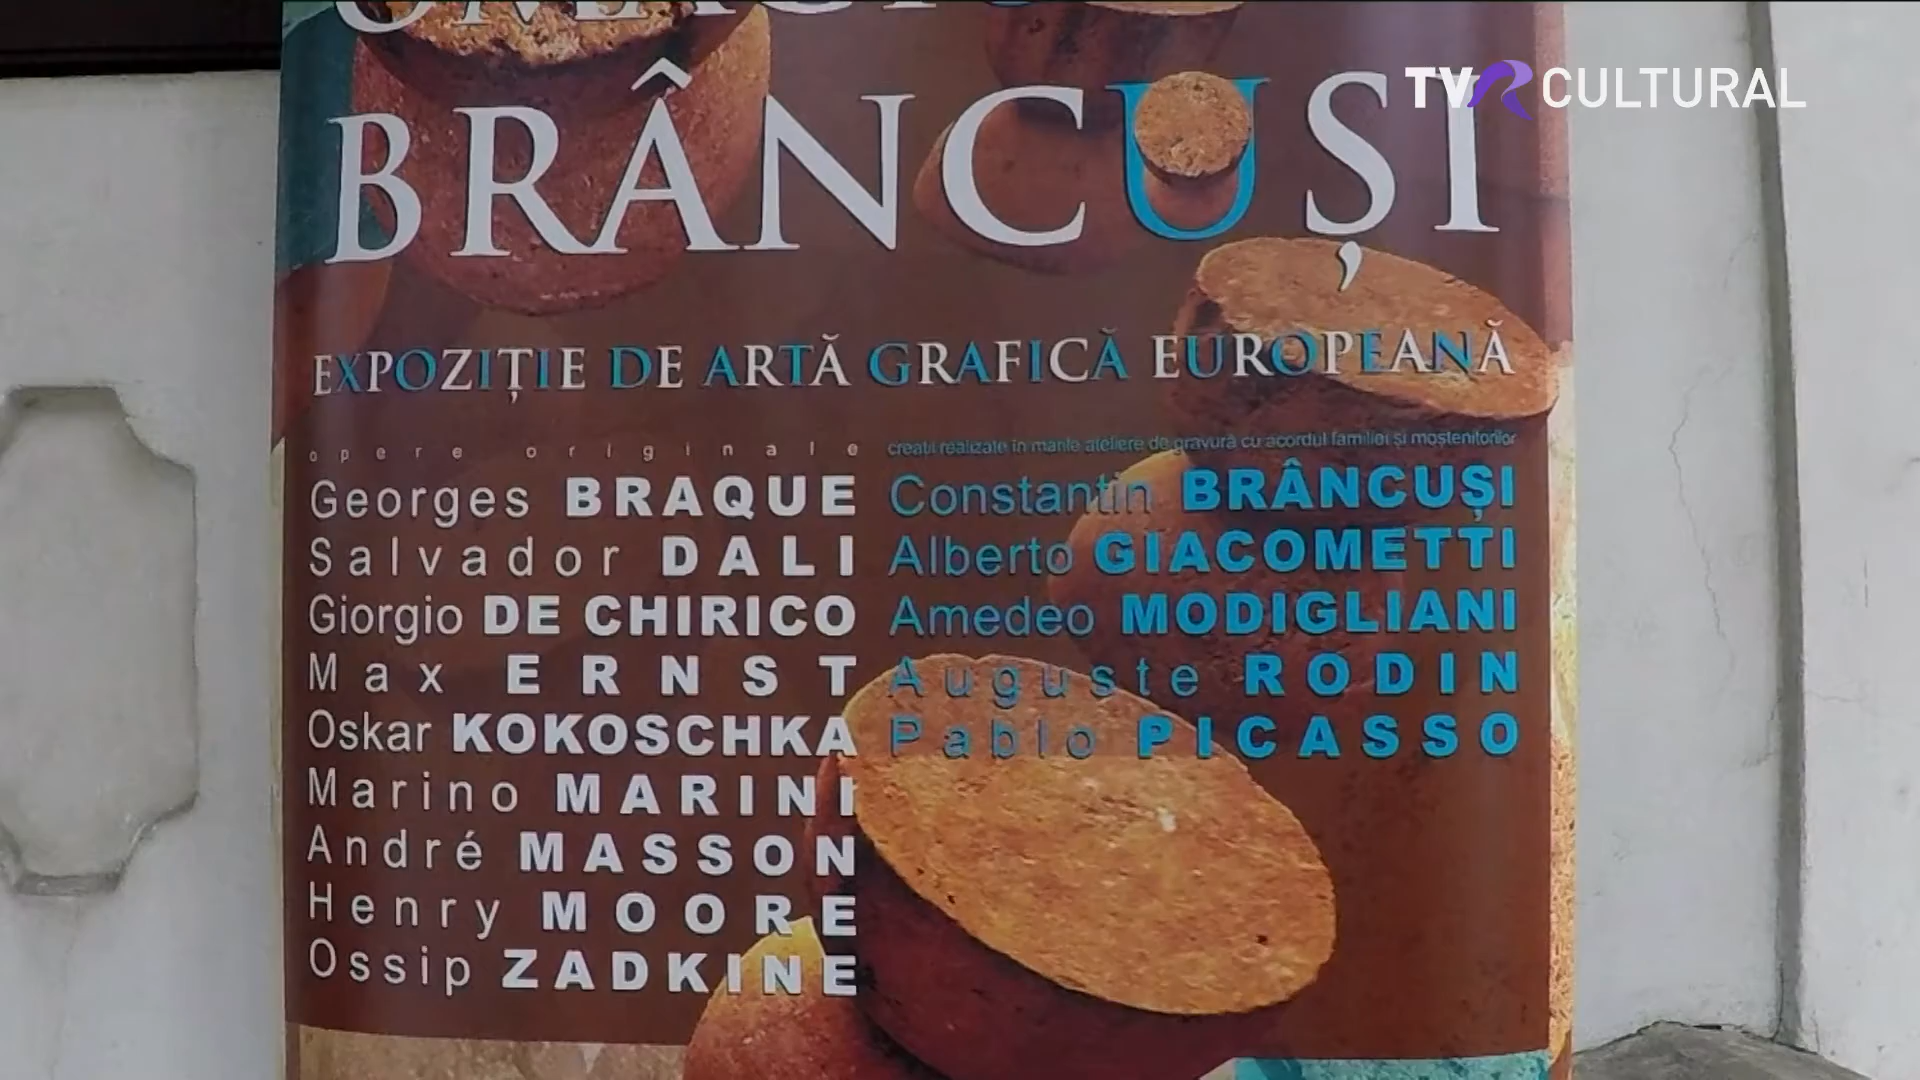 TVR CULTURAL
BRÂNCUȘI
EXPOZIȚIE DE ARTĂ GRAFICĂ EUROPEANĂ
opere originale
Georges BRAQUE
Salvador DALI
Giorgio DE CHIRICO
Max ERNST
Oskar KOKOSCHKA
Marino MARINI
André MASSON
Henry MOORE
Ossip ZADKINE
creații realizate în marile ateliere de gravură cu acordul familiei și moștenitorilor
Constantin BRÂNCUȘI
Alberto GIACOMETTI
Amedeo MODIGLIANI
Auguste RODIN
Pablo PICASSO